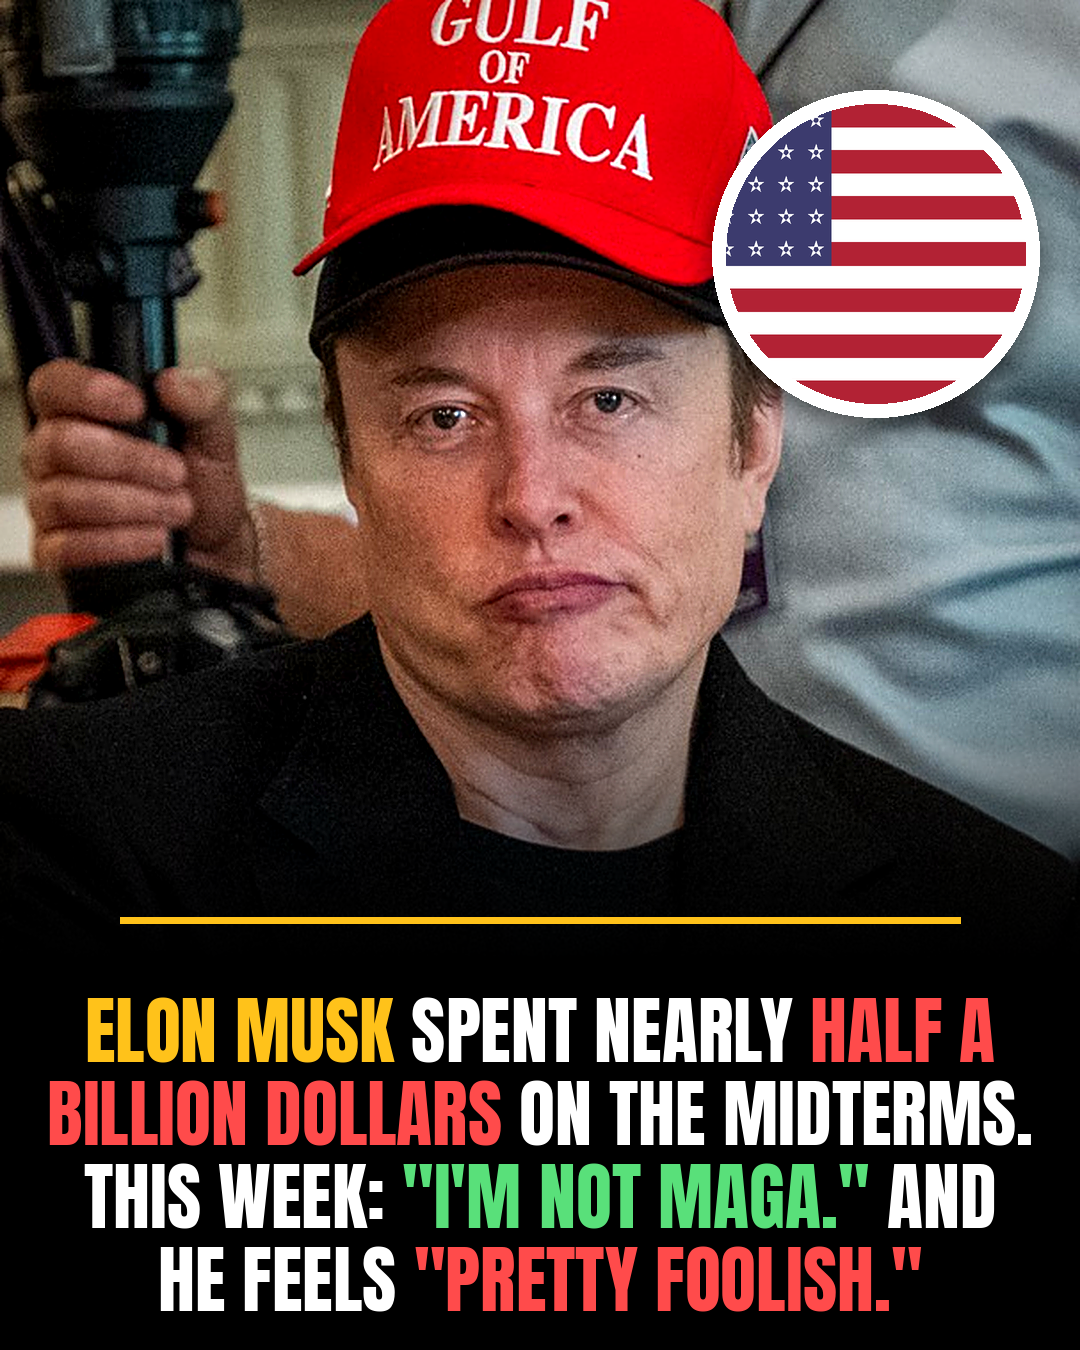 GULF
OF
AMERICA
ELON MUSK SPENT NEARLY HALF A
BILLION DOLLARS ON THE MIDTERMS.
THIS WEEK: "I'M NOT MAGA." AND
HE FEELS "PRETTY FOOLISH."